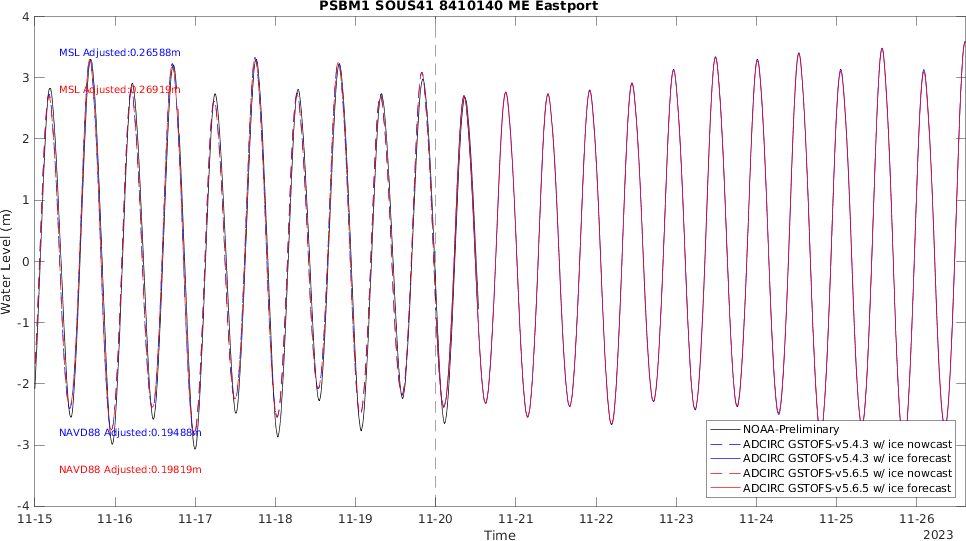 PSBM1 SOUS41 8410140 ME Eastport
4
3
2
1
0
-1
-2
-3
-4
Water Level (m)
MSL Adjusted:0.26588m
MSL Adjusted:0.26919m
NAVD88 Adjusted:0.19488m
NAVD88 Adjusted:0.19819m
NOAA-Preliminary
ADCIRC GSTOFS-v5.4.3 w/ ice nowcast
ADCIRC GSTOFS-v5.4.3 w/ ice forecast
ADCIRC GSTOFS-v5.6.5 w/ ice nowcast
ADCIRC GSTOFS-v5.6.5 w/ ice forecast
11-15 11-16 11-17 11-18 11-19 11-20 11-21 11-22 11-23 11-24 11-25 11-26
Time
2023